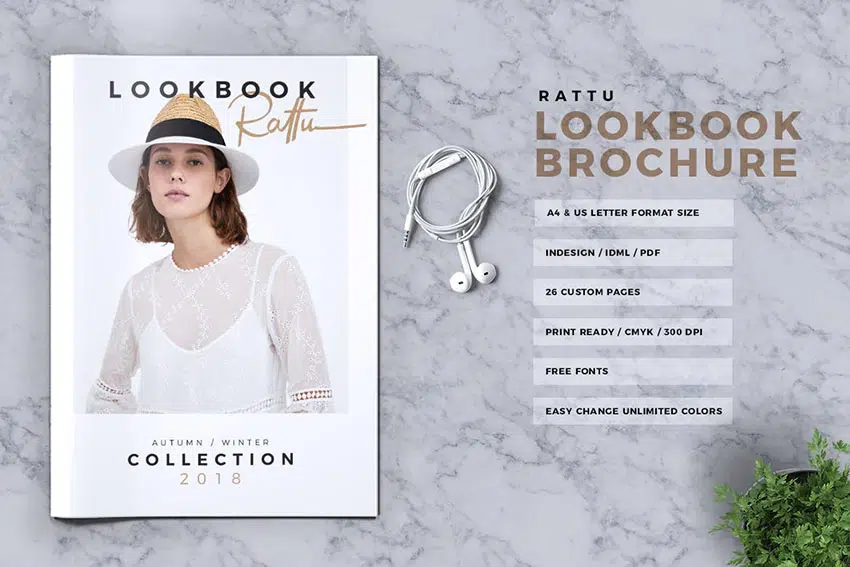 LOOKBOOK
Rattu
AUTUMN / WINTER
COLLECTION
2018
RATTU
LOOKBOOK
BROCHURE
A4 & US LETTER FORMAT SIZE
INDESIGN / IDML / PDF
26 CUSTOM PAGES
PRINT READY / CMYK / 300 DPI
FREE FONTS
EASY CHANGE UNLIMITED COLORS